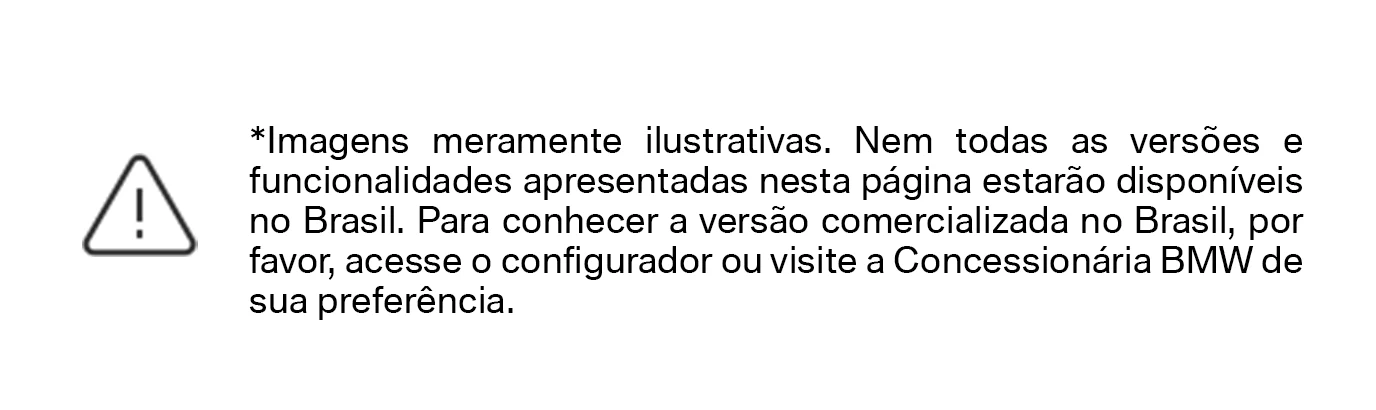 *Imagens meramente ilustrativas. Nem todas as versões e
funcionalidades apresentadas nesta página estarão disponíveis
no Brasil. Para conhecer a versão comercializada no Brasil, por
favor, acesse o configurador ou visite a Concessionária BMW de
sua preferência.